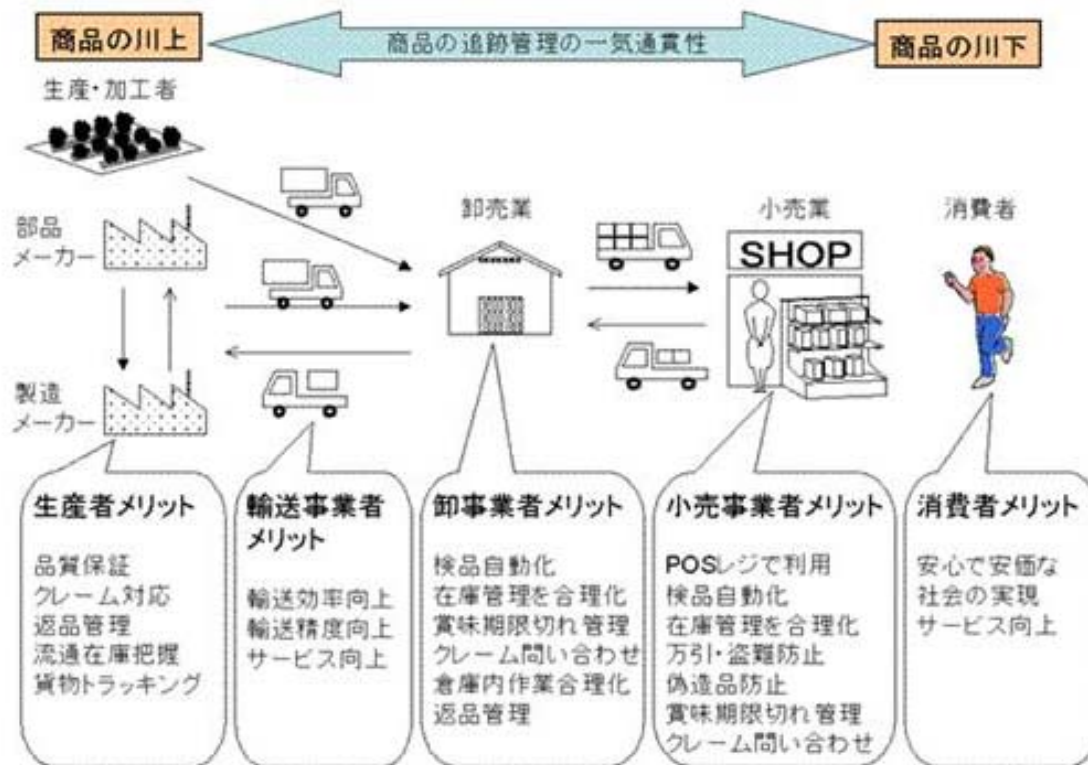 商品の川上
商品の追跡管理の一気通貫性
商品の川下
生産・加工者
部品
メーカー
製造
メーカー
卸売業
小売業
SHOP
消費者
生産者メリット
品質保証
クレーム対応
返品管理
流通在庫把握
貨物トラッキング
輸送事業者
メリット
輸送効率向上
輸送精度向上
サービス向上
卸事業者メリット
検品自動化
在庫管理を合理化
賞味期限切れ管理
クレーム問い合わせ
倉庫内作業合理化
返品管理
小売事業者メリット
POSレジで利用
検品自動化
在庫管理を合理化
万引・盗難防止
偽造品防止
賞味期限切れ管理
クレーム問い合わせ
消費者メリット
安心で安価な
社会の実現
サービス向上